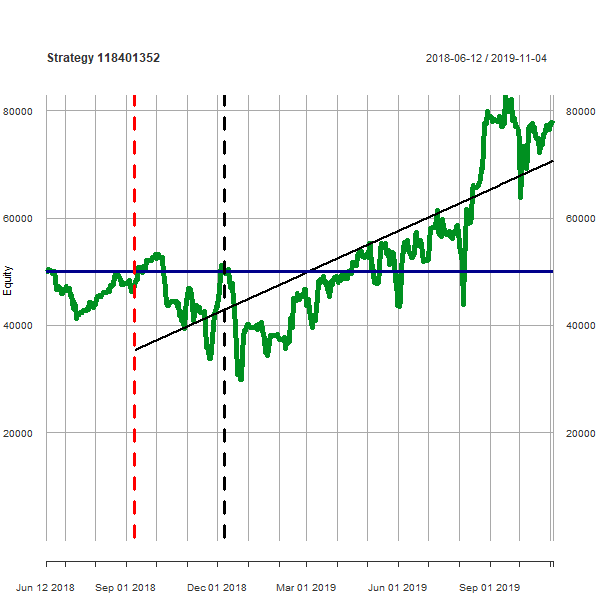 Strategy 118401352
2018-06-12 / 2019-11-04
80000 80000
60000 60000
Equity
40000 40000
20000 20000
Jun 12 2018 Sep 01 2018 Dec 01 2018 Mar 01 2019 Jun 01 2019 Sep 01 2019